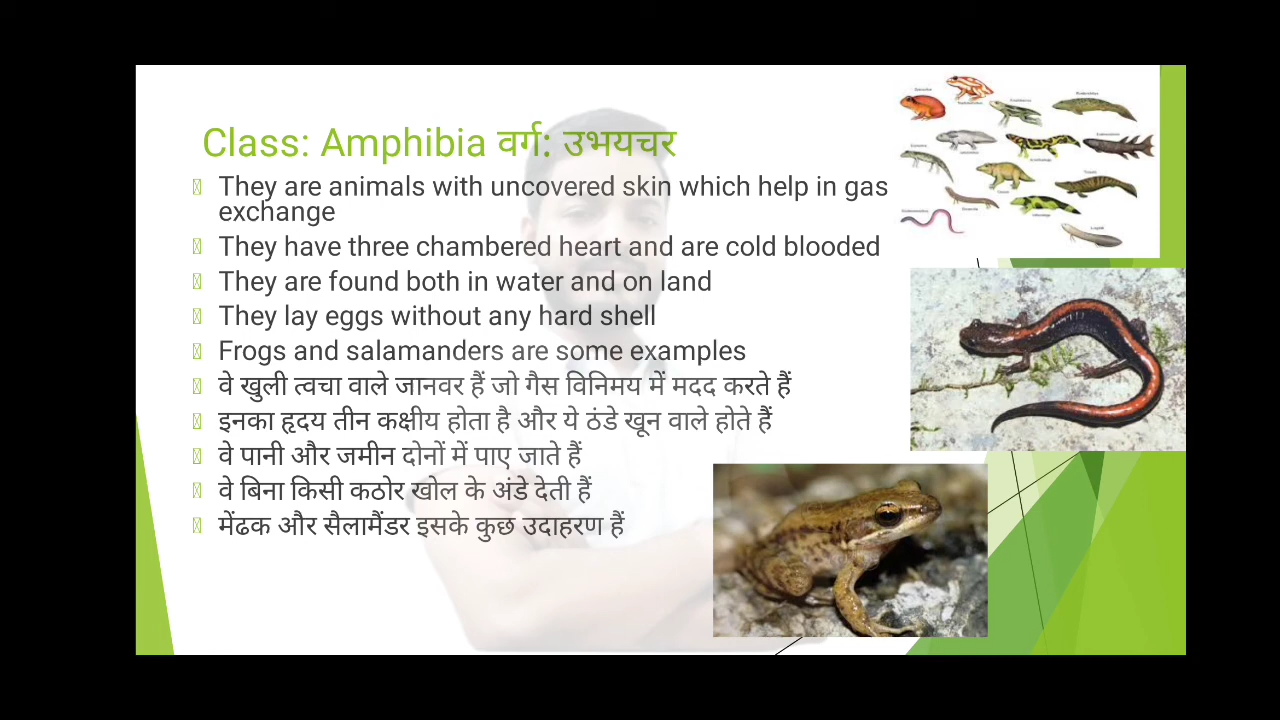 Class: Amphibia वर्ग: उभयचर
They are animals with uncovered skin which help in gas
exchange
They have three chambered heart and are cold blooded
They are found both in water and on land
They lay eggs without any hard shell
Frogs and salamanders are some examples
वे खुली त्वचा वाले जानवर हैं जो गैस विनिमय में मदद करते हैं
इनका हृदय तीन कक्षीय होता है और ये ठंडे खून वाले होते हैं
वे पानी और जमीन दोनों में पाए जाते हैं
वे बिना किसी कठोर खोल के अंडे देती हैं
मेंढक और सैलामैंडर इसके कुछ उदाहरण हैं